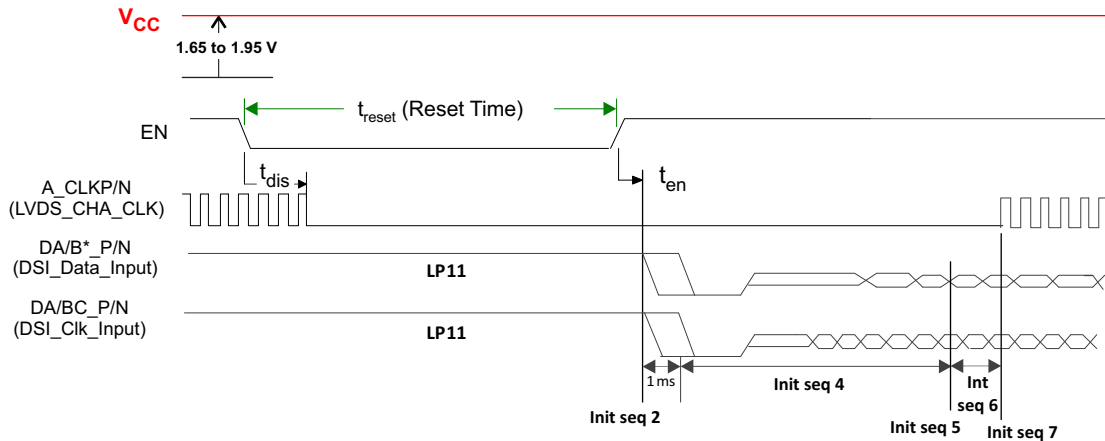 VCC
1.65 to 1.95 V
treset (Reset Time)
EN
tdis
ten
A_CLKP/N
(LVDS_CHA_CLK)
DA/B*_P/N
(DSI_Data_Input)
LP11
DA/BC_P/N
(DSI_Clk_Input)
LP11
1 ms
Init seq 4
Int
seq 6
Init seq 2
Init seq 5
Init seq 7